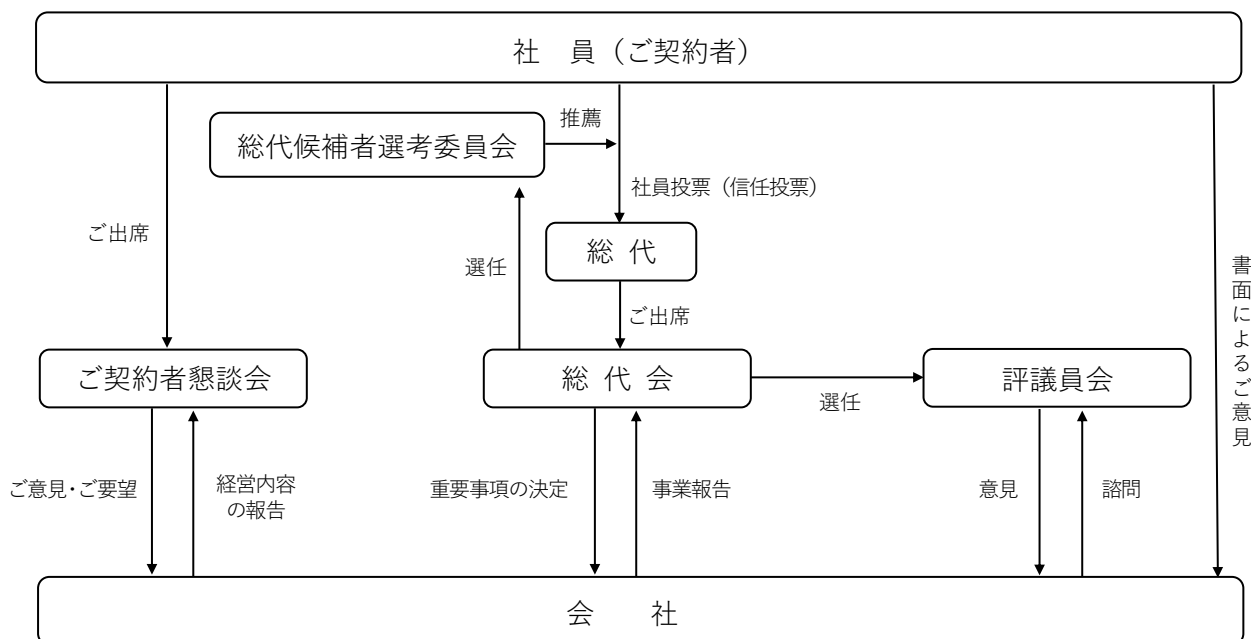 社　員（ご契約者）
推薦
総代候補者選考委員会
社員投票（信任投票）
ご出席
総 代
選任
書面によるご意見
ご出席
ご契約者懇談会
総 代 会
評議員会
選任
ご意見・ご要望
経営内容
の報告
重要事項の決定
事業報告
意見
諮問
会　　社